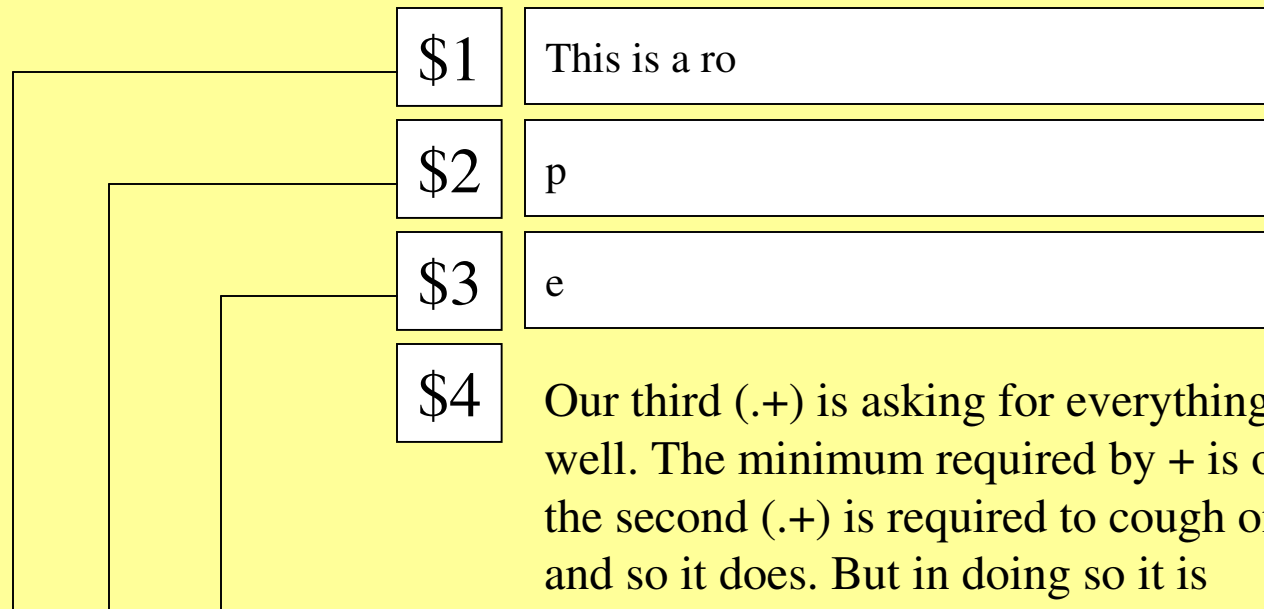 $1 This is a ro
$2 p
$3 e
$4
Our third (.+) is asking for everything
well. The minimum required by + is
the second (.+) is required to cough
and so it does. But in doing so it is